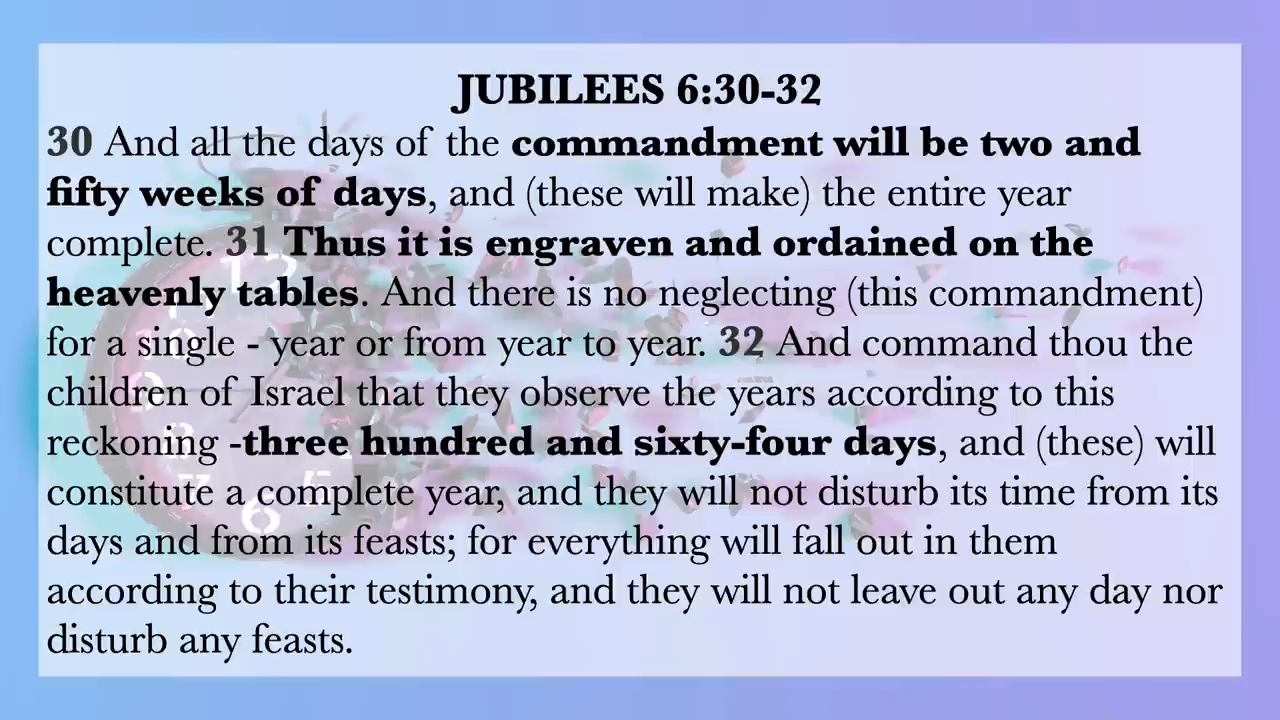 JUBILEES 6:30-32
30 And all the days of the commandment will be two and
fifty weeks of days, and (these will make) the entire year
complete. 31 Thus it is engraven and ordained on the
heavenly tables. And there is no neglecting (this commandment)
for a single - year or from year to year. 32 And command thou the
children of Israel that they observe the years according to this
reckoning -three hundred and sixty-four days, and (these) will
constitute a complete year, and they will not disturb its time from its
days and from its feasts; for everything will fall out in them
according to their testimony, and they will not leave out any day nor
disturb any feasts.